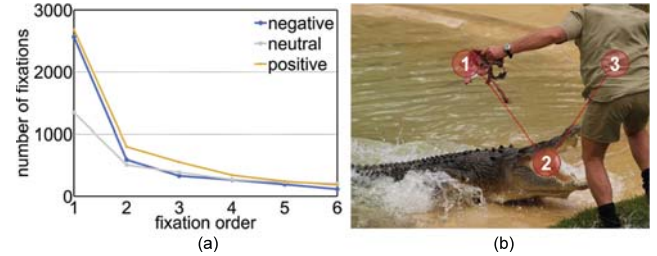 3000
2000
1000
0
number of fixations
negative
neutral
positive
1 2 3 4 5 6
fixation order
(a)
1
2
3
(b)